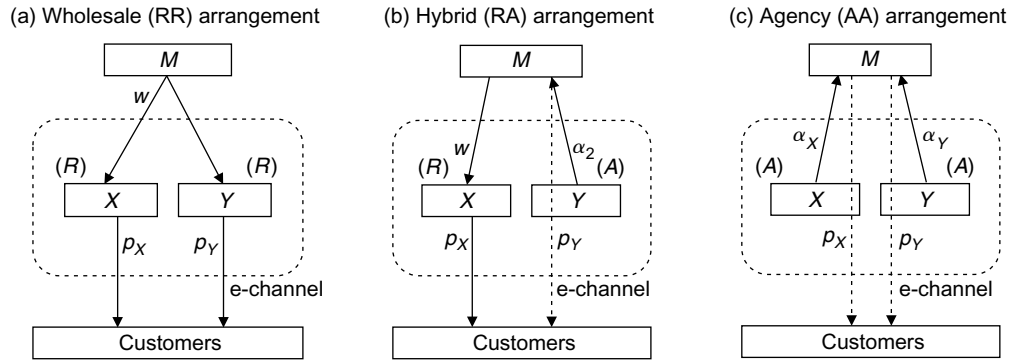 (a) Wholesale (RR) arrangement (b) Hybrid (RA) arrangement (c) Agency (AA) arrangement
M M M
w
w α2 αX αY
(R) (R) (R) (A) (A) (A)
X Y X Y X Y
pX pY pX pY pX pY
e-channel e-channel e-channel
Customers Customers Customers